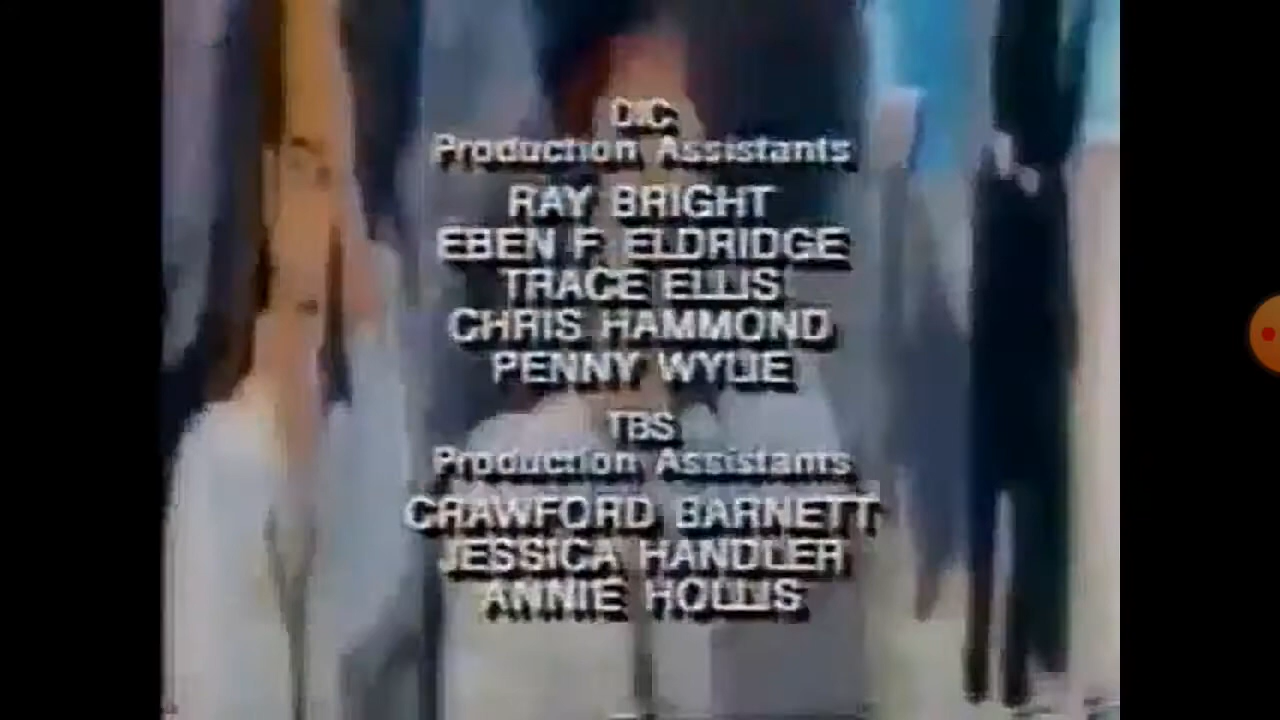 D.C.
Production Assistants
RAY BRIGHT
EBEN F. ELDRIDGE
TRACE ELLIS
CHRIS HAMMOND
PENNY WYLIE
TBS
Production Assistants
CRAWFORD BARNETT
JESSICA HANDLER
ANNIE HOLLIS